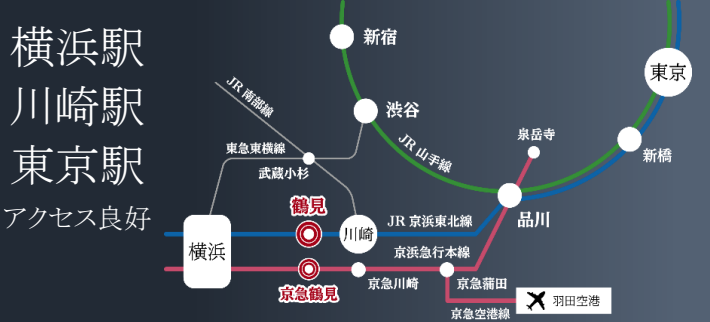 横浜駅
川崎駅
東京駅
アクセス良好
新宿
東京
渋谷
JR 南武線
JR 山手線
東急東横線
武蔵小杉
泉岳寺
新橋
鶴見
品川
JR 京浜東北線
川崎
横浜
京浜急行本線
京急川崎
京急蒲田
京急鶴見
羽田空港
京急空港線